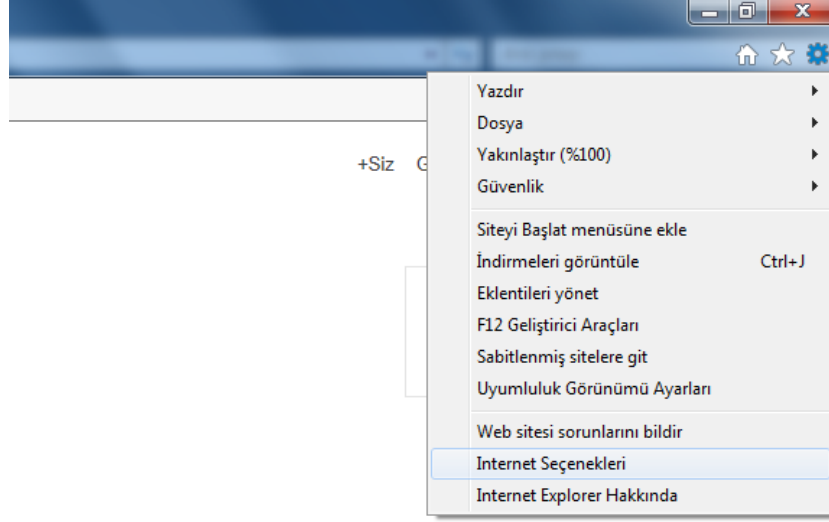 +Siz G
Yazdır
Dosya
Yakınlaştır (%100)
Güvenlik
Siteyi Başlat menüsüne ekle
İndirmeleri görüntüle Ctrl+J
Eklentileri yönet
F12 Geliştirici Araçları
Sabitlenmiş sitelere git
Uyumluluk Görünümü Ayarları
Web sitesi sorunlarını bildir
Internet Seçenekleri
Internet Explorer Hakkında